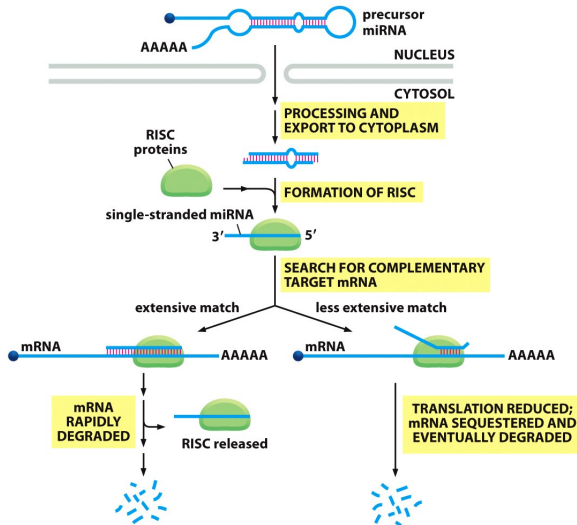 precursor
miRNA
AAAAA
NUCLEUS
CYTOSOL
PROCESSING AND
EXPORT TO CYTOPLASM
RISC
proteins
FORMATION OF RISC
single-stranded miRNA
3′ 5′
SEARCH FOR COMPLEMENTARY
TARGET mRNA
extensive match
less extensive match
mRNA
AAAAA
mRNA
AAAAA
mRNA
RAPIDLY
DEGRADED
RISC released
TRANSLATION REDUCED;
mRNA SEQUESTERED AND
EVENTUALLY DEGRADED